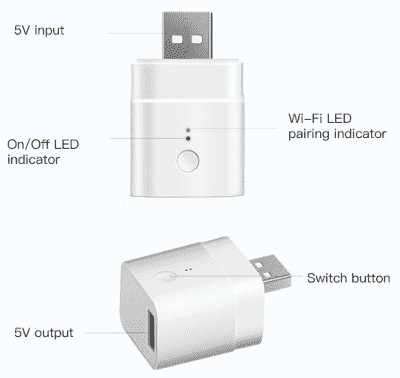 5V input
Wi-Fi LED
pairing indicator
On/Off LED
indicator
Switch button
5V output